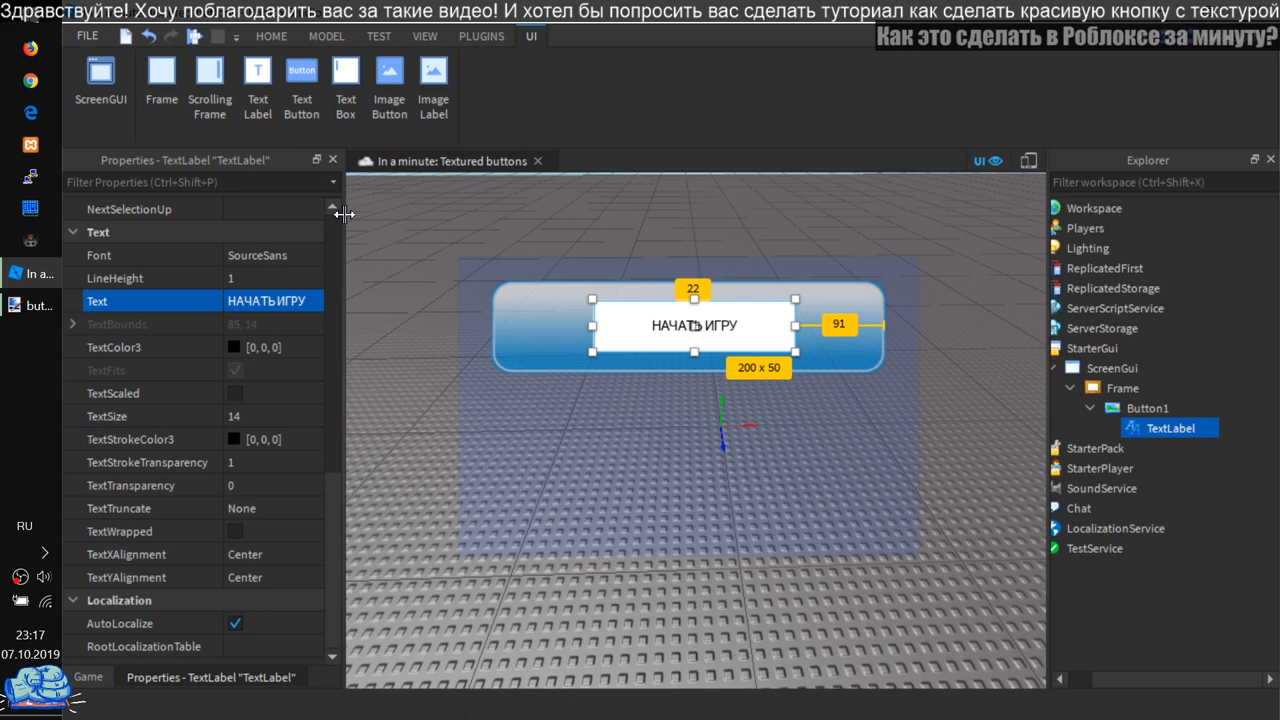 Здравствуйте! Хочу поблагодарить вас за такие видео! И хотел бы попросить вас сделать туториал как сделать красивую кнопку с текстурой
Как это сделать в Роблоксе за минуту?
FILE HOME MODEL TEST VIEW PLUGINS UI
ScreenGUI
Frame
Scrolling Frame
Text Label
Button
Text Button
Text Box
Image Button
Image Label
T
Properties - TextLabel "TextLabel"
Filter Properties (Ctrl+Shift+P)
NextSelectionUp
Text
Font SourceSans
LineHeight 1
Text НАЧАТЬ ИГРУ
TextBounds 85, 14
TextColor3 [0, 0, 0]
TextFits
TextScaled
TextSize 14
TextStrokeColor3 [0, 0, 0]
TextStrokeTransparency 1
TextTransparency 0
TextTruncate None
TextWrapped
TextXAlignment Center
TextYAlignment Center
Localization
AutoLocalize
RootLocalizationTable
Game
Properties - TextLabel "TextLabel"
In a minute: Textured buttons
UI
22
НАЧАТЬ ИГРУ
91
200 x 50
Explorer
Filter workspace (Ctrl+Shift+X)
Workspace
Players
Lighting
ReplicatedFirst
ReplicatedStorage
ServerScriptService
ServerStorage
StarterGui
ScreenGui
Frame
Button1
TextLabel
StarterPack
StarterPlayer
SoundService
Chat
LocalizationService
TestService
In a...
but...
RU
23:17
07.10.2019